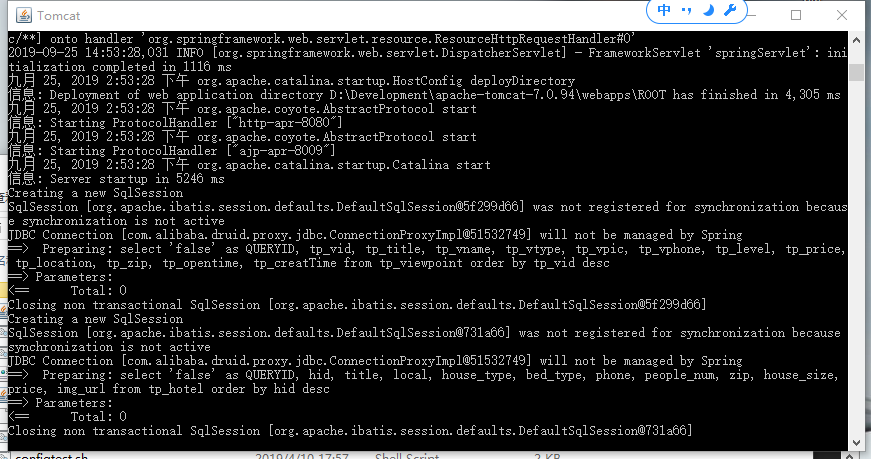 Tomcat
中
c/**] onto handler 'org.springframework.web.servlet.resource.ResourceHttpRequestHandler#0'
2019-09-25 14:53:28,031 INFO [org.springframework.web.servlet.DispatcherServlet] - FrameworkServlet 'springServlet': ini
tialization completed in 1116 ms
九月 25, 2019 2:53:28 下午 org.apache.catalina.startup.HostConfig deployDirectory
信息: Deployment of web application directory D:\Development\apache-tomcat-7.0.94\webapps\ROOT has finished in 4,305 ms
九月 25, 2019 2:53:28 下午 org.apache.coyote.AbstractProtocol start
信息: Starting ProtocolHandler ["http-apr-8080"]
九月 25, 2019 2:53:28 下午 org.apache.coyote.AbstractProtocol start
信息: Starting ProtocolHandler ["ajp-apr-8009"]
九月 25, 2019 2:53:28 下午 org.apache.catalina.startup.Catalina start
信息: Server startup in 5246 ms
Creating a new SqlSession
SqlSession [org.apache.ibatis.session.defaults.DefaultSqlSession@5f299d66] was not registered for synchronization becaus
e synchronization is not active
JDBC Connection [com.alibaba.druid.proxy.jdbc.ConnectionProxyImpl@51532749] will not be managed by Spring
==>  Preparing: select 'false' as QUERYID, tp_vid, tp_title, tp_vname, tp_vtype, tp_vpic, tp_vphone, tp_level, tp_price,
 tp_location, tp_zip, tp_opentime, tp_creatTime from tp_viewpoint order by tp_vid desc
==> Parameters:
<==      Total: 0
Closing non transactional SqlSession [org.apache.ibatis.session.defaults.DefaultSqlSession@5f299d66]
Creating a new SqlSession
SqlSession [org.apache.ibatis.session.defaults.DefaultSqlSession@731a66] was not registered for synchronization because
synchronization is not active
JDBC Connection [com.alibaba.druid.proxy.jdbc.ConnectionProxyImpl@51532749] will not be managed by Spring
==>  Preparing: select 'false' as QUERYID, hid, title, local, house_type, bed_type, phone, people_num, zip, house_size,
price, img_url from tp_hotel order by hid desc
==> Parameters:
<==      Total: 0
Closing non transactional SqlSession [org.apache.ibatis.session.defaults.DefaultSqlSession@731a66]
configtest.sh 2019/4/10 17:57 Shell Script 2 KB